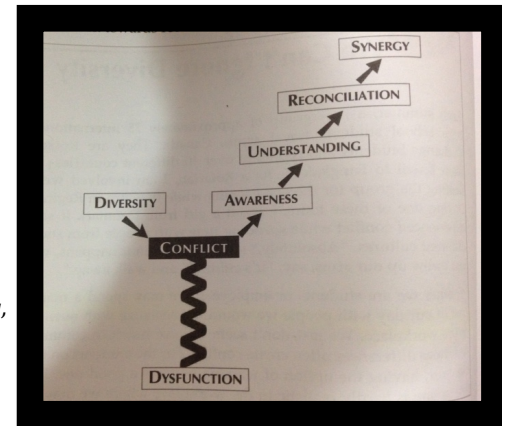 SYNERGY
RECONCILIATION
UNDERSTANDING
AWARENESS
DIVERSITY
CONFLICT
DYSFUNCTION